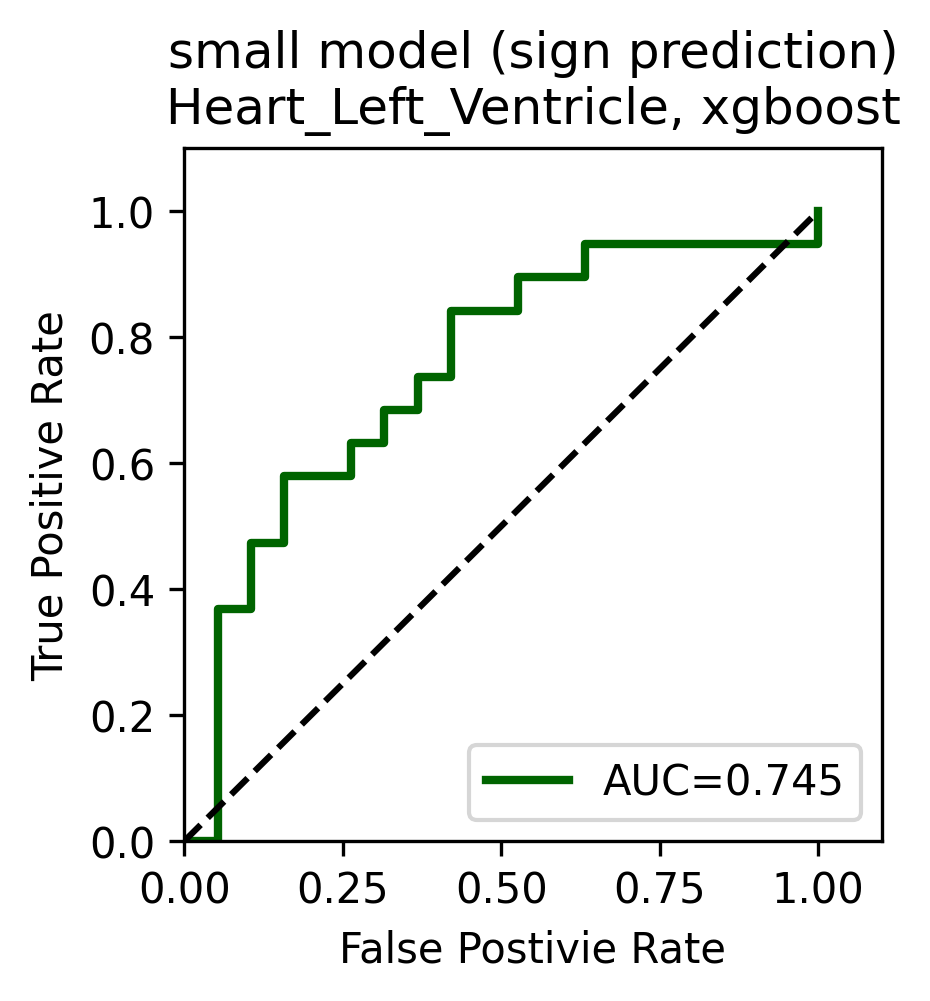 small model (sign prediction)
Heart_Left_Ventricle, xgboost
True Positive Rate
1.0
0.8
0.6
0.4
0.2
0.0
AUC=0.745
0.00 0.25 0.50 0.75 1.00
False Postivie Rate